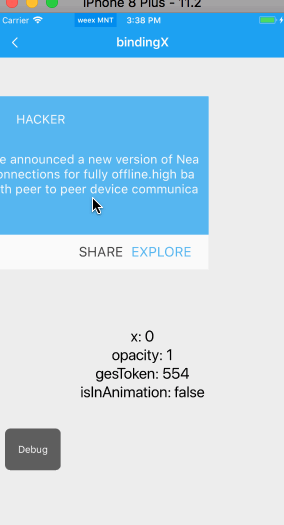 iPhone 8 Plus - 11.2
Carrier weex MNT 3:38 PM
bindingX
HACKER
e announced a new version of Nea
onnections for fully offline.high ba
th peer to peer device communica
SHARE EXPLORE
x: 0
opacity: 1
gesToken: 554
isInAnimation: false
Debug